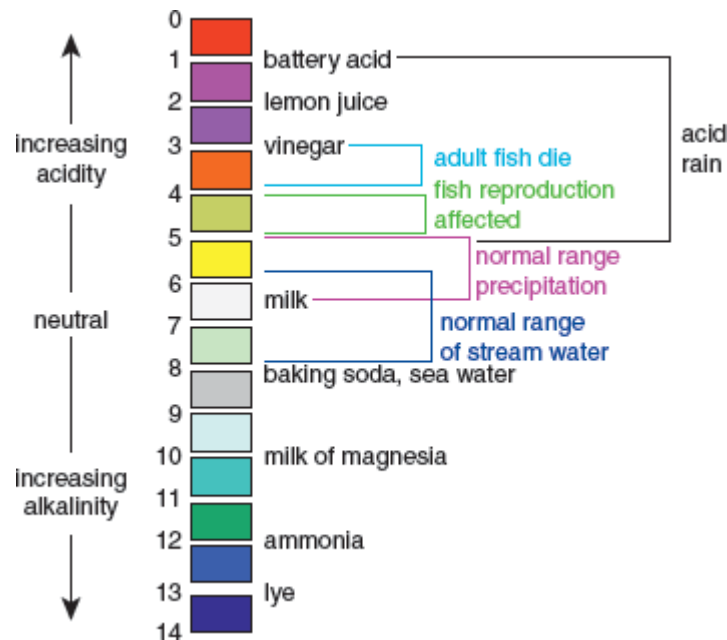 0
1
battery acid
2
lemon juice
increasing
acidity
3
vinegar
adult fish die
acid
rain
4
fish reproduction
affected
5
normal range
precipitation
6
milk
neutral
7
normal range
of stream water
8
baking soda, sea water
9
10
milk of magnesia
increasing
alkalinity
11
12
ammonia
13
lye
14